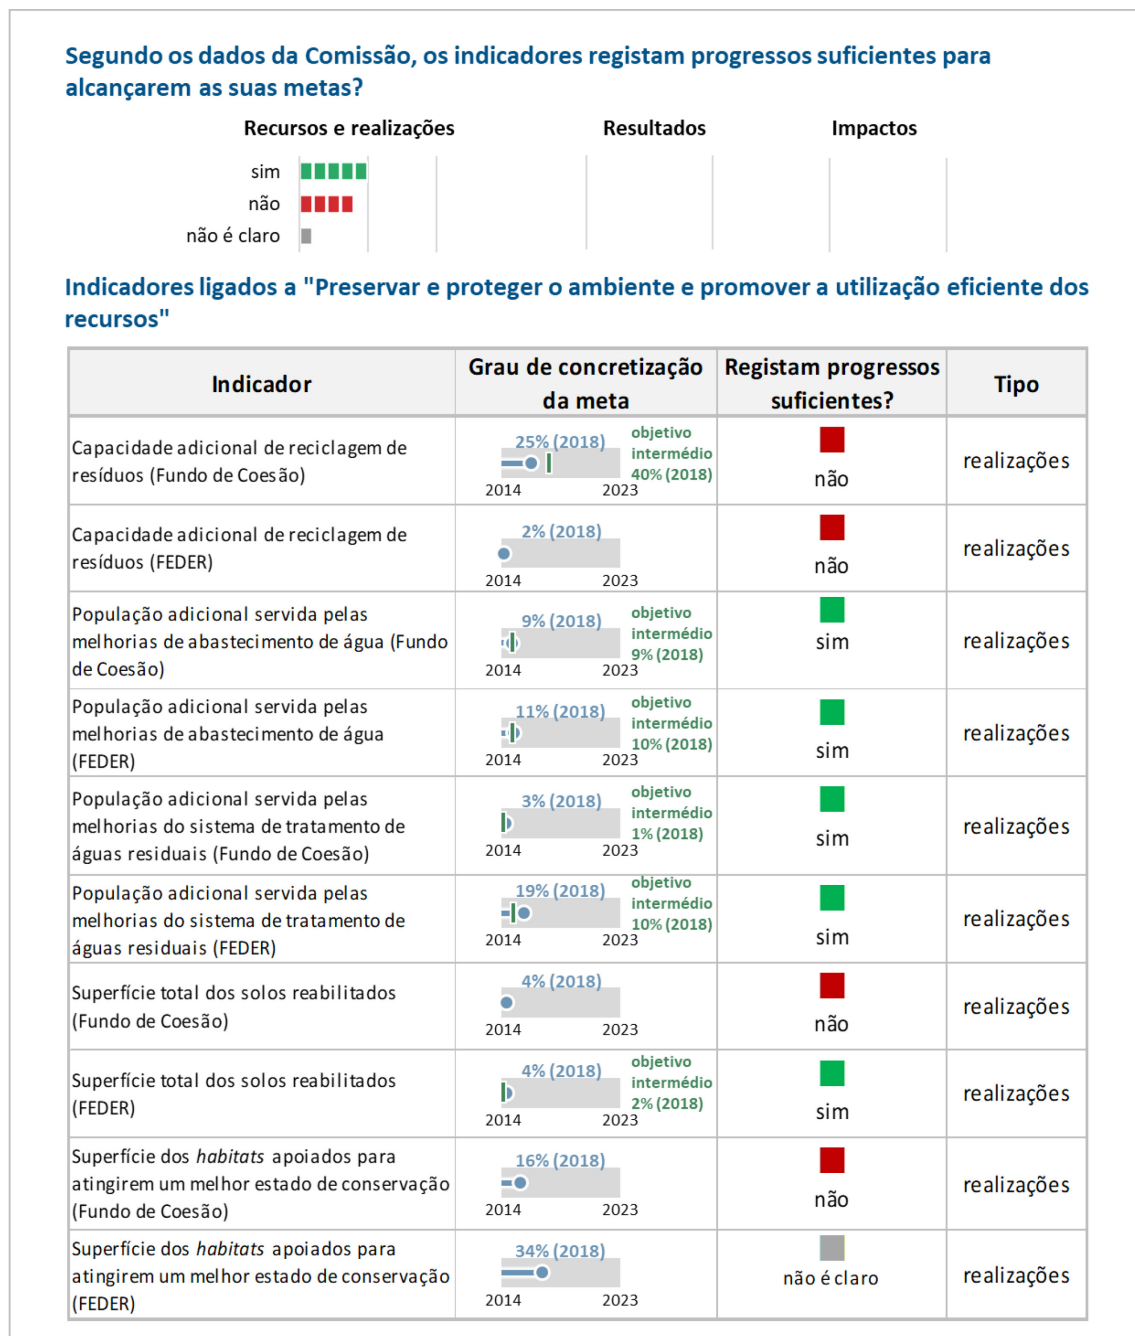 Segundo os dados da Comissão, os indicadores registam progressos suficientes para
alcançarem as suas metas?
Recursos e realizações
Resultados
Impactos
sim
não
não é claro
Indicadores ligados a "Preservar e proteger o ambiente e promover a utilização eficiente dos
recursos"
Indicador
Grau de concretização
da meta
Registam progressos
suficientes?
Tipo
Capacidade adicional de reciclagem de
resíduos (Fundo de Coesão)
25% (2018)
objetivo
intermédio
40% (2018)
2014
2023
não
realizações
Capacidade adicional de reciclagem de
resíduos (FEDER)
2% (2018)
2014
2023
não
realizações
População adicional servida pelas
melhorias de abastecimento de água (Fundo
de Coesão)
9% (2018)
objetivo
intermédio
9% (2018)
2014
2023
sim
realizações
População adicional servida pelas
melhorias de abastecimento de água
(FEDER)
11% (2018)
objetivo
intermédio
10% (2018)
2014
2023
sim
realizações
População adicional servida pelas
melhorias do sistema de tratamento de
águas residuais (Fundo de Coesão)
3% (2018)
objetivo
intermédio
1% (2018)
2014
2023
sim
realizações
População adicional servida pelas
melhorias do sistema de tratamento de
águas residuais (FEDER)
19% (2018)
objetivo
intermédio
10% (2018)
2014
2023
sim
realizações
Superfície total dos solos reabilitados
(Fundo de Coesão)
4% (2018)
2014
2023
não
realizações
Superfície total dos solos reabilitados
(FEDER)
4% (2018)
objetivo
intermédio
2% (2018)
2014
2023
sim
realizações
Superfície dos habitats apoiados para
atingirem um melhor estado de conservação
(Fundo de Coesão)
16% (2018)
2014
2023
não
realizações
Superfície dos habitats apoiados para
atingirem um melhor estado de conservação
(FEDER)
34% (2018)
2014
2023
não é claro
realizações